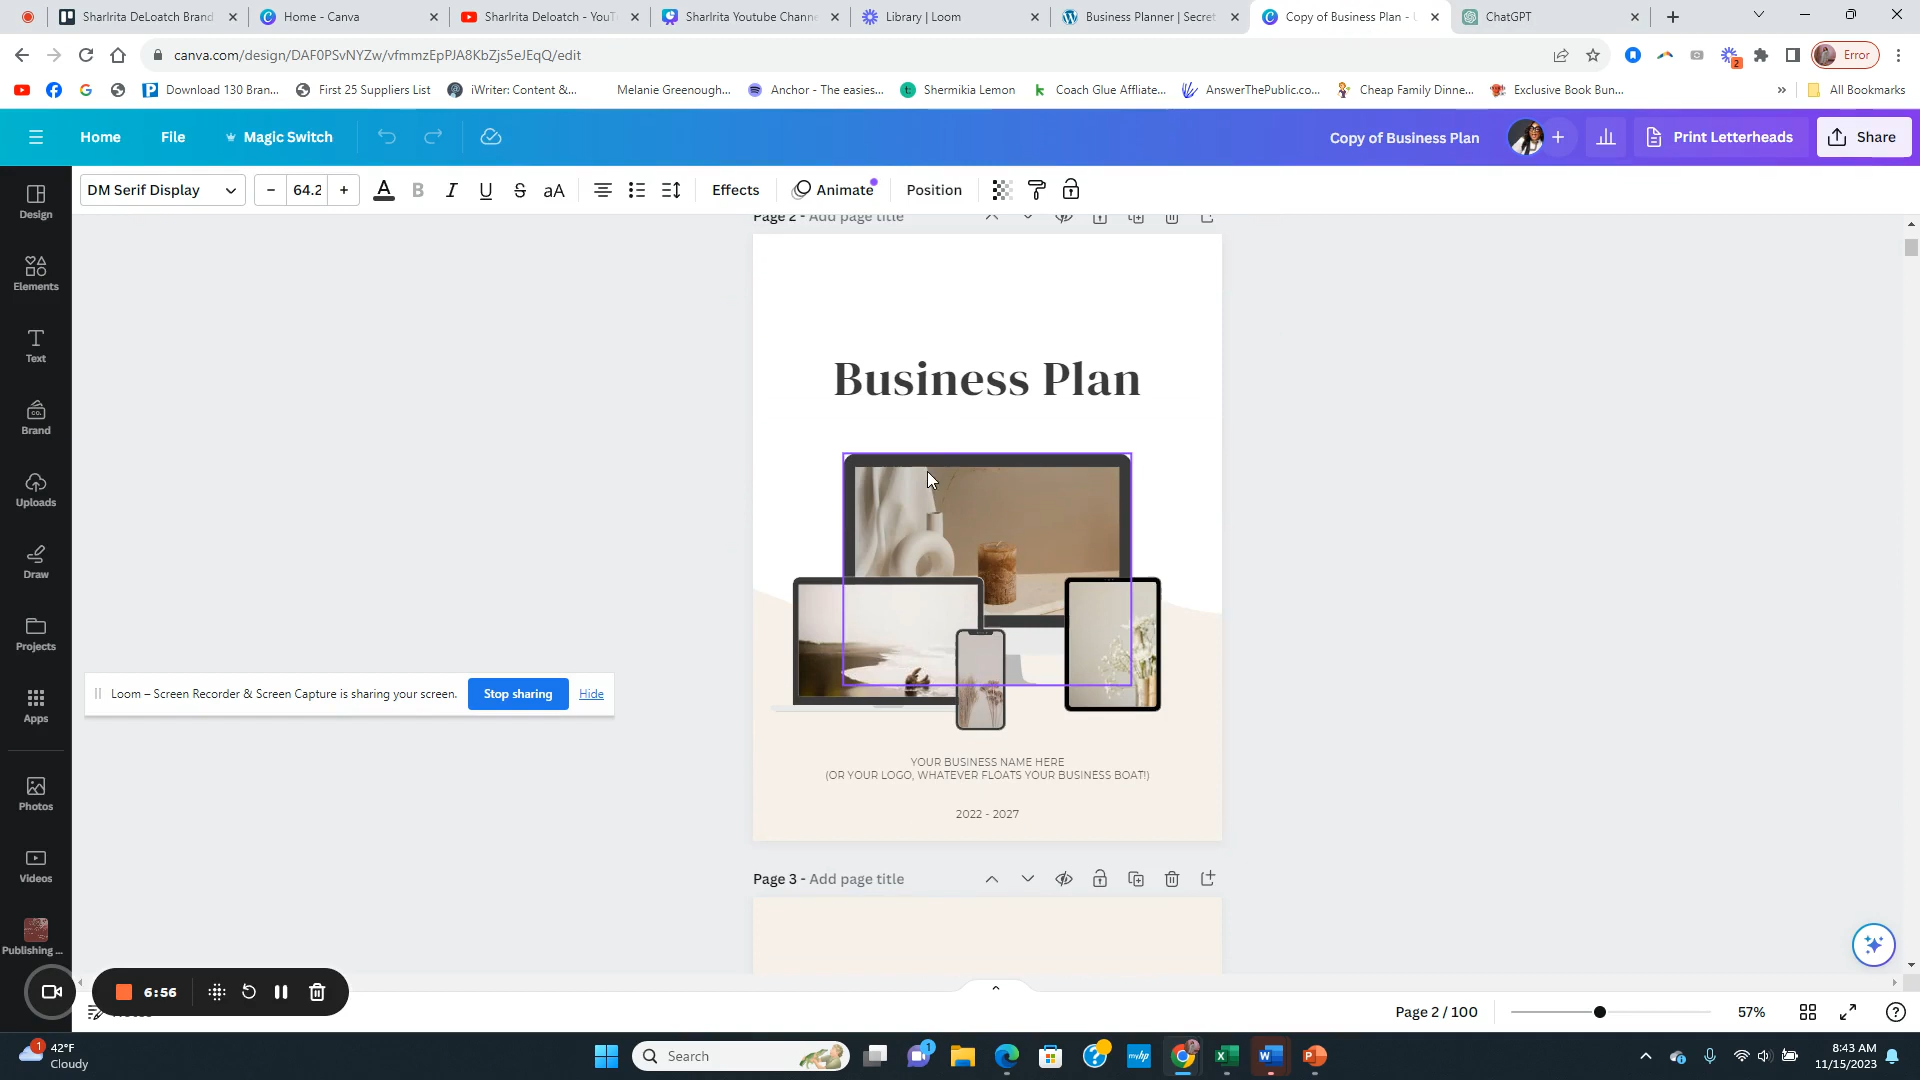 Sharlrita DeLoatch Brand
Home - Canva
Sharlrita Deloatch - YouT
Sharlrita Youtube Channe
Library | Loom
Business Planner | Secret
Copy of Business Plan -
ChatGPT
canva.com/design/DAF0PSvNYZw/vfmmzEpPJA8KbZjs5eJEqQ/edit
2
Error
Download 130 Bran...
First 25 Suppliers List
iWriter: Content &...
Melanie Greenough...
Anchor - The easies...
Shermikia Lemon
Coach Glue Affiliate...
AnswerThePublic.co...
Cheap Family Dinne...
Exclusive Book Bun...
»
All Bookmarks
Home
File
Magic Switch
Copy of Business Plan
Print Letterheads
Share
DM Serif Display
- 64.2 +
A
B
I
U
S
aA
Effects
Animate
Position
Page 2 - Add page title
Design
Elements
Text
Brand
Uploads
Draw
Projects
Apps
Photos
Videos
Publishing ...
Business Plan
YOUR BUSINESS NAME HERE
(OR YOUR LOGO, WHATEVER FLOATS YOUR BUSINESS BOAT!)
2022 - 2027
Page 3 - Add page title
Loom – Screen Recorder & Screen Capture is sharing your screen.
Stop sharing
Hide
6:56
Page 2 / 100
57%
1
42°F
Cloudy
Search
1
8:43 AM
11/15/2023